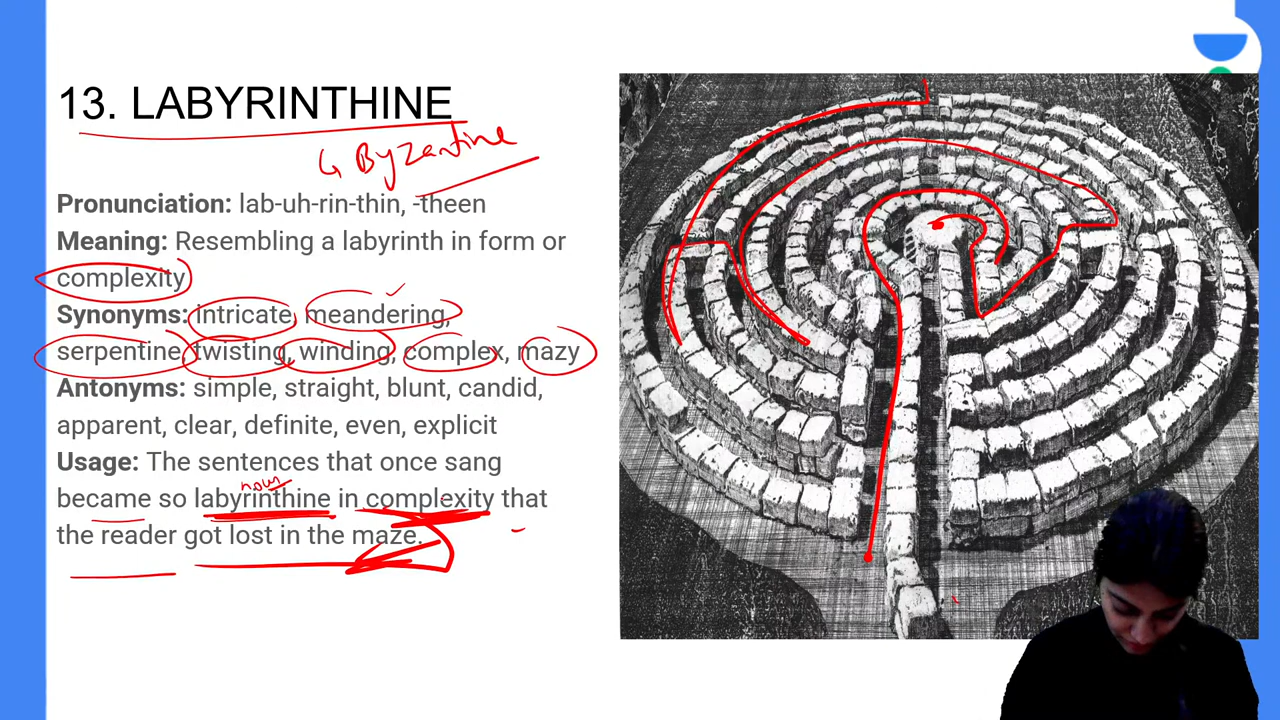 13. LABYRINTHINE
Byzantine
Pronunciation: lab-uh-rin-thin, -theen
Meaning: Resembling a labyrinth in form or
complexity
Synonyms: intricate, meandering,
serpentine, twisting, winding, complex, mazy
Antonyms: simple, straight, blunt, candid,
apparent, clear, definite, even, explicit
Usage: The sentences that once sang
noun
became so labyrinthine in complexity that
the reader got lost in the maze.